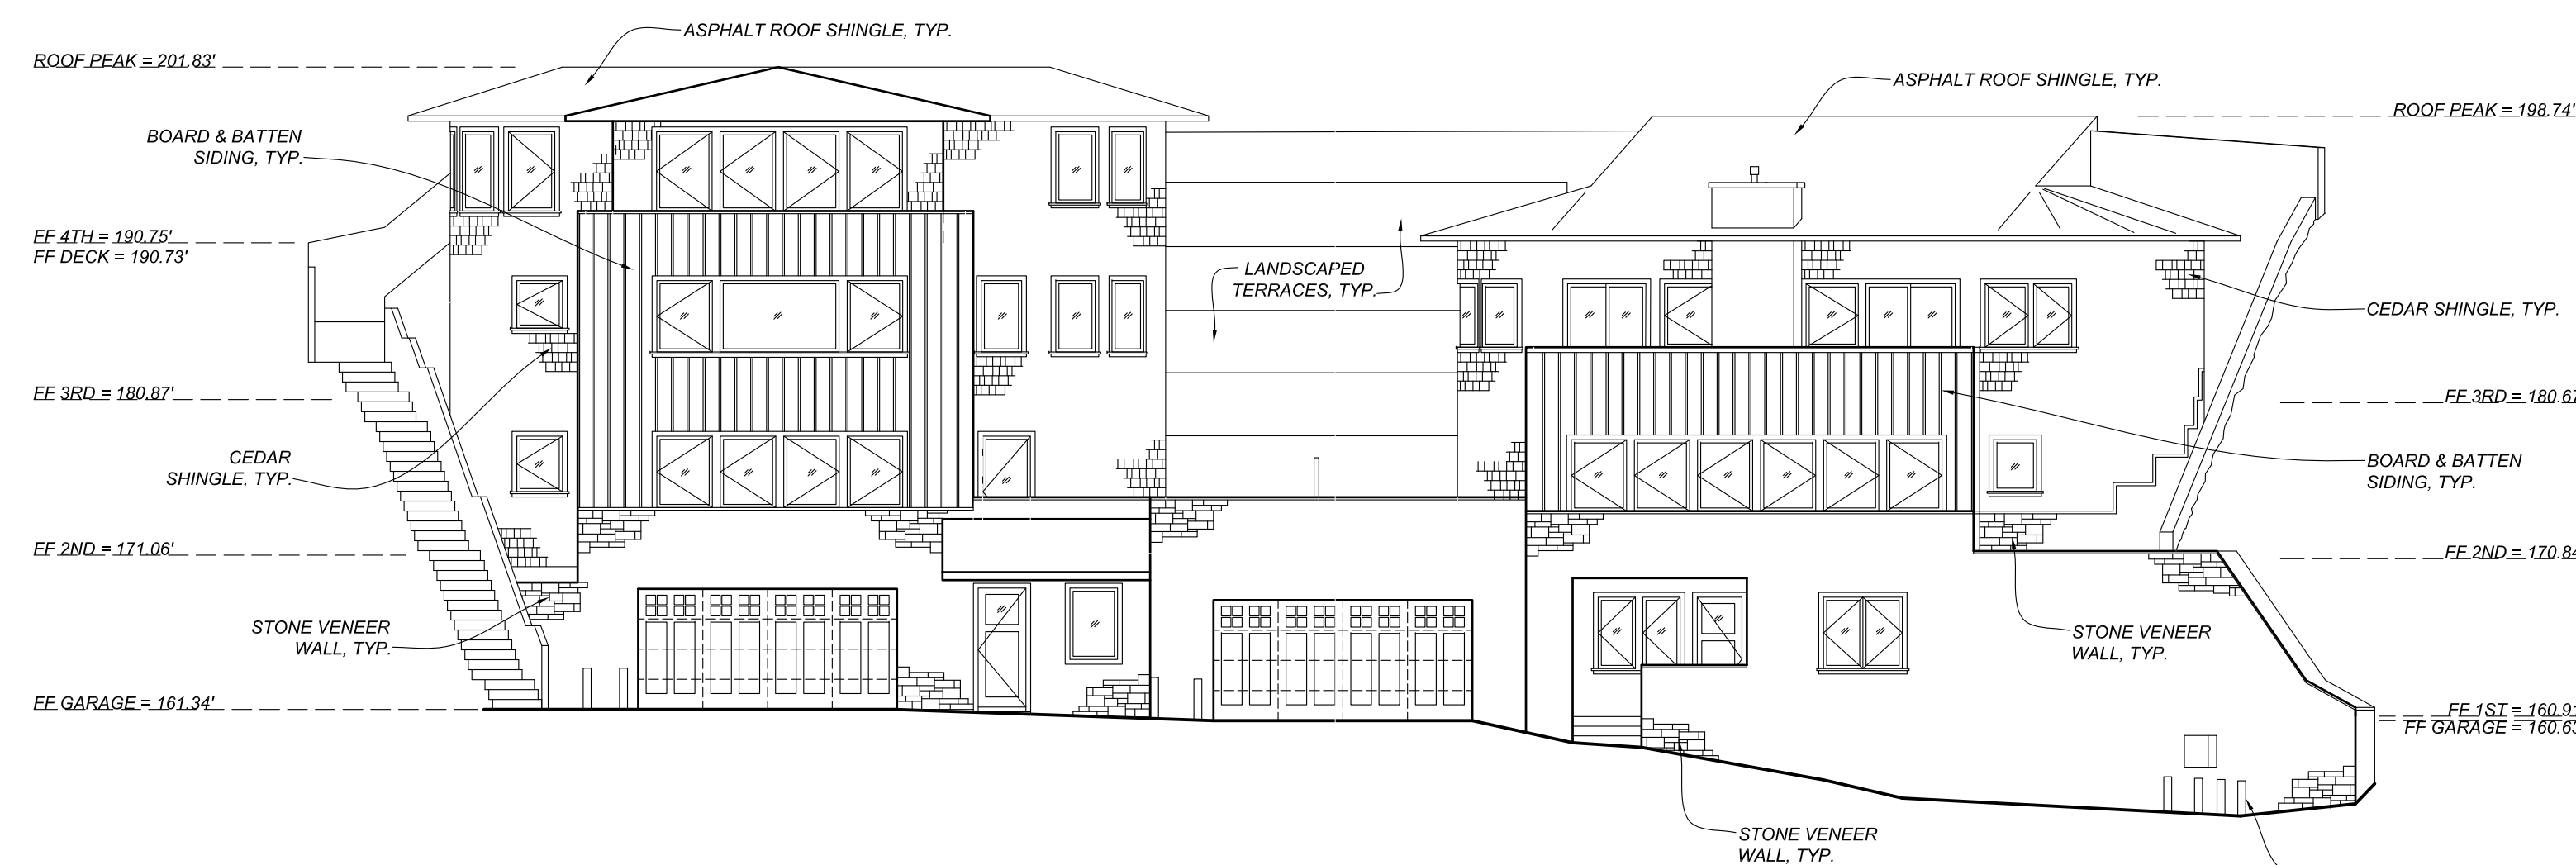 ASPHALT ROOF SHINGLE, TYP.
ROOF PEAK = 201.83'
ASPHALT ROOF SHINGLE, TYP.
ROOF PEAK = 198.74'
BOARD & BATTEN
SIDING, TYP.
FF 4TH = 190.75'
FF DECK = 190.73'
LANDSCAPED
TERRACES, TYP.
CEDAR SHINGLE, TYP.
FF 3RD = 180.87'
FF 3RD = 180.67
CEDAR
SHINGLE, TYP.
BOARD & BATTEN
SIDING, TYP.
FF 2ND = 171.06'
FF 2ND = 170.84
STONE VENEER
WALL, TYP.
STONE VENEER
WALL, TYP.
FF GARAGE = 161.34'
FF 1ST = 160.91
FF GARAGE = 160.63
STONE VENEER
WALL, TYP.